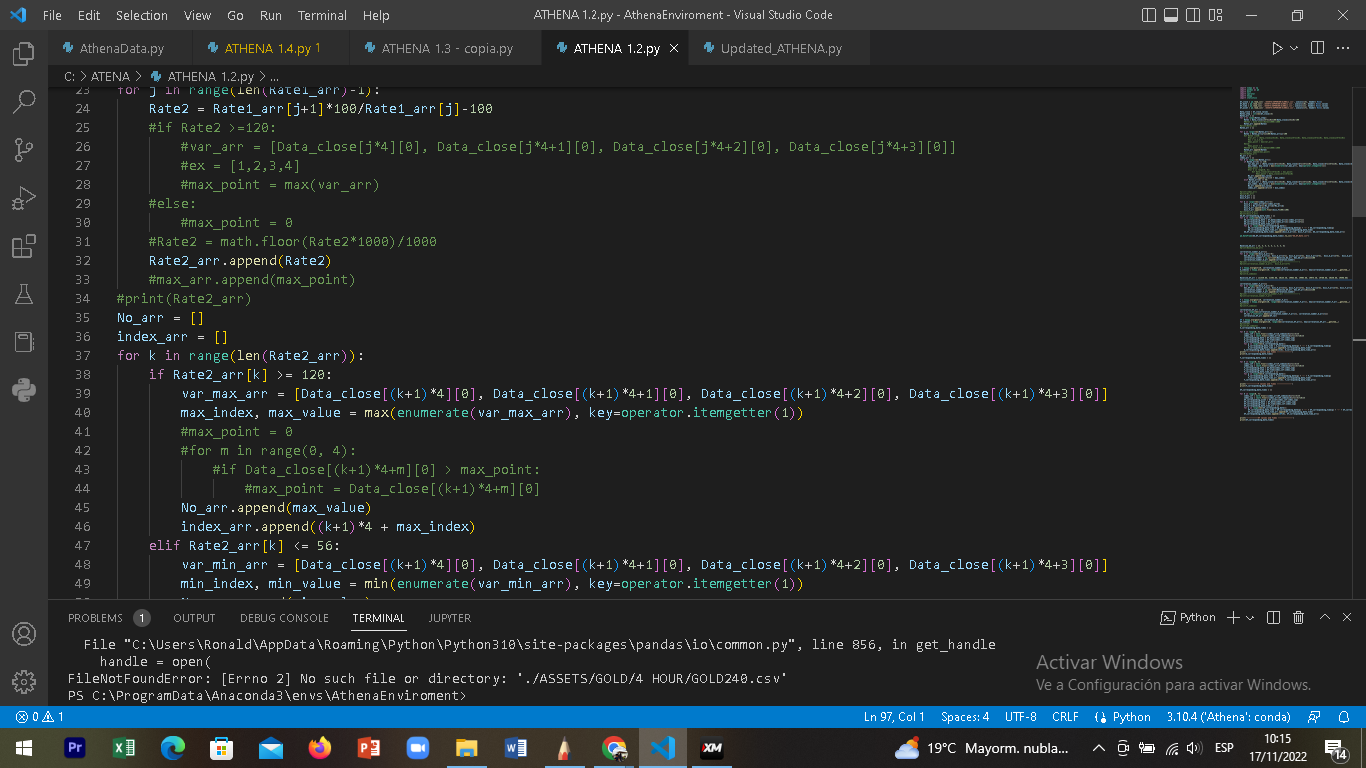 File Edit Selection View Go Run Terminal Help
ATHENA 1.2.py - AthenaEnviroment - Visual Studio Code
AthenaData.py
ATHENA 1.4.py 1
ATHENA 1.3 - copia.py
ATHENA 1.2.py
Updated_ATHENA.py
C: > ATENA > ATHENA 1.2.py > ...
23 for j in range(len(Rate1_arr)-1):
24 Rate2 = Rate1_arr[j+1]*100/Rate1_arr[j]-100
25 #if Rate2 >=120:
26 #var_arr = [Data_close[j*4][0], Data_close[j*4+1][0], Data_close[j*4+2][0], Data_close[j*4+3][0]]
27 #ex = [1,2,3,4]
28 #max_point = max(var_arr)
29 #else:
30 #max_point = 0
31 #Rate2 = math.floor(Rate2*1000)/1000
32 Rate2_arr.append(Rate2)
33 #max_arr.append(max_point)
34 #print(Rate2_arr)
35 No_arr = []
36 index_arr = []
37 for k in range(len(Rate2_arr)):
38 if Rate2_arr[k] >= 120:
39 var_max_arr = [Data_close[(k+1)*4][0], Data_close[(k+1)*4+1][0], Data_close[(k+1)*4+2][0], Data_close[(k+1)*4+3][0]]
40 max_index, max_value = max(enumerate(var_max_arr), key=operator.itemgetter(1))
41 #max_point = 0
42 #for m in range(0, 4):
43 #if Data_close[(k+1)*4+m][0] > max_point:
44 #max_point = Data_close[(k+1)*4+m][0]
45 No_arr.append(max_value)
46 index_arr.append((k+1)*4 + max_index)
47 elif Rate2_arr[k] <= 56:
48 var_min_arr = [Data_close[(k+1)*4][0], Data_close[(k+1)*4+1][0], Data_close[(k+1)*4+2][0], Data_close[(k+1)*4+3][0]]
49 min_index, min_value = min(enumerate(var_min_arr), key=operator.itemgetter(1))
PROBLEMS 1 OUTPUT DEBUG CONSOLE TERMINAL JUPYTER
Python
File "C:\Users\Ronald\AppData\Roaming\Python\Python310\site-packages\pandas\io\common.py", line 856, in get_handle
handle = open(
FileNotFoundError: [Errno 2] No such file or directory: './ASSETS/GOLD/4 HOUR/GOLD240.csv'
PS C:\ProgramData\Anaconda3\envs\AthenaEnviroment>
Activar Windows
Ve a Configuración para activar Windows.
0 1
Ln 97, Col 1 Spaces: 4 UTF-8 CRLF Python 3.10.4 ('Athena': conda)
Pr
XM
19°C Mayorm. nubla...
ESP
10:15
17/11/2022
14